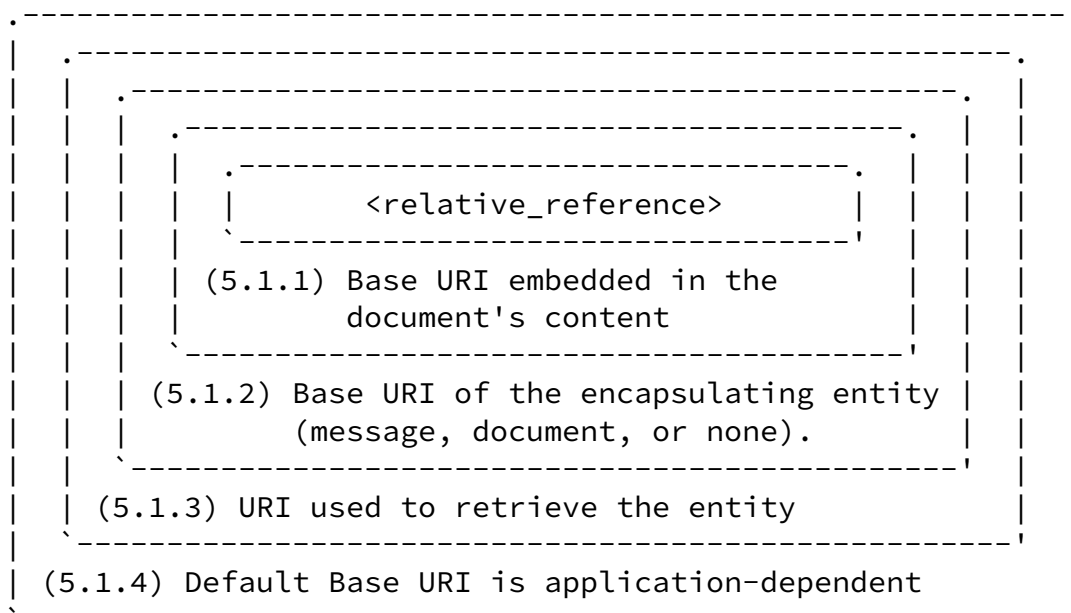 <relative_reference>
(5.1.1) Base URI embedded in the
document's content
(5.1.2) Base URI of the encapsulating entity
(message, document, or none).
(5.1.3) URI used to retrieve the entity
(5.1.4) Default Base URI is application-dependent